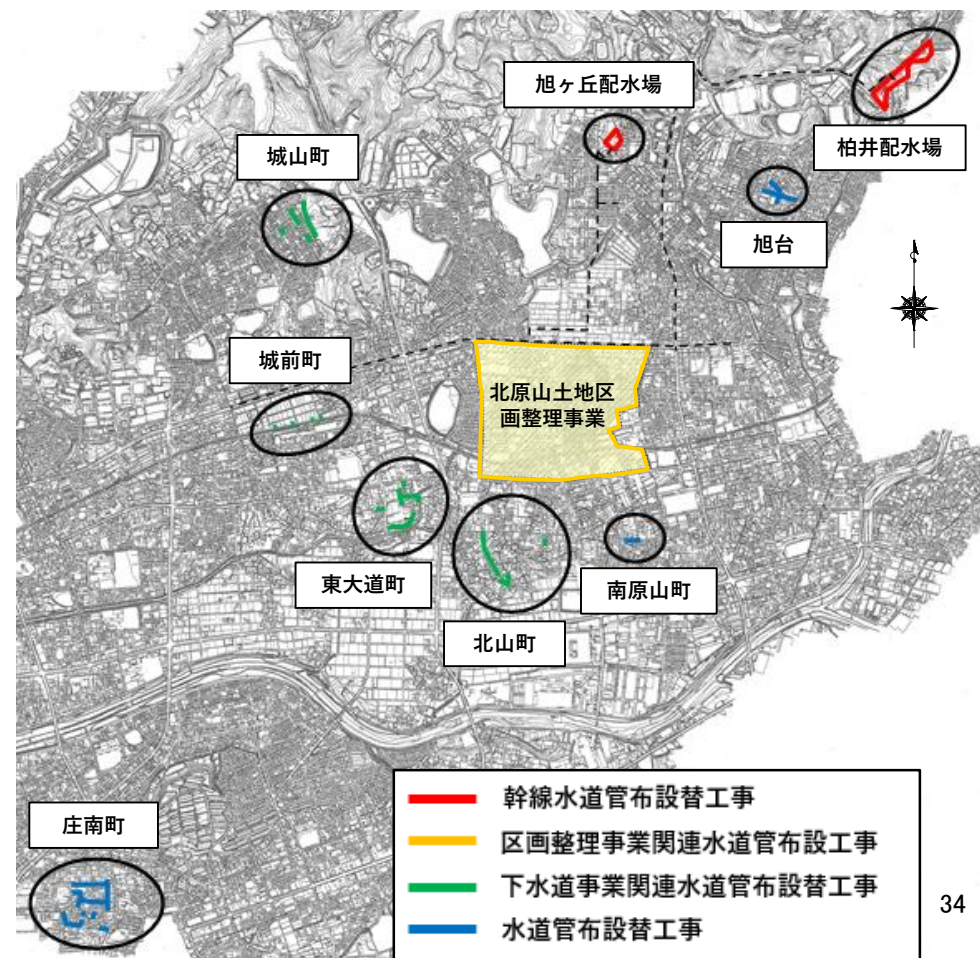 旭ヶ丘配水場
柏井配水場
城山町
旭台
城前町
北原山土地区
画整理事業
東大道町
南原山町
北山町
庄南町
幹線水道管布設替工事
区画整理事業関連水道管布設工事
下水道事業関連水道管布設替工事
水道管布設替工事
34